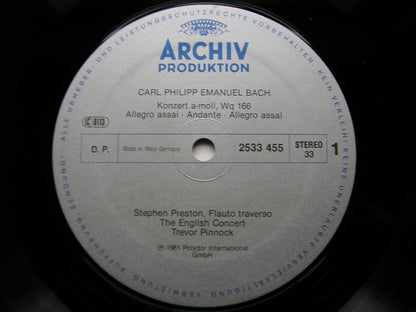 ARCHIV
PRODUKTION
CARL PHILIPP EMANUEL BACH
Konzert a-moll, Wq 166
Allegro assai · Andante · Allegro assai
D. P.
Made in West Germany
2533 455
STEREO
33
1
Stephen Preston, Flauto traverso
The English Concert
Trevor Pinnock
℗ 1981 Polydor International
GmbH
ALLE URHEBER- UND LEISTUNGSSCHUTZRECHTE VORBEHALTEN · KEIN VERLEIH! KEINE UNERLAUBTE VERVIELFÄLTIGUNG, VERMIETUNG, AUFFÜHRUNG, SENDUNG!